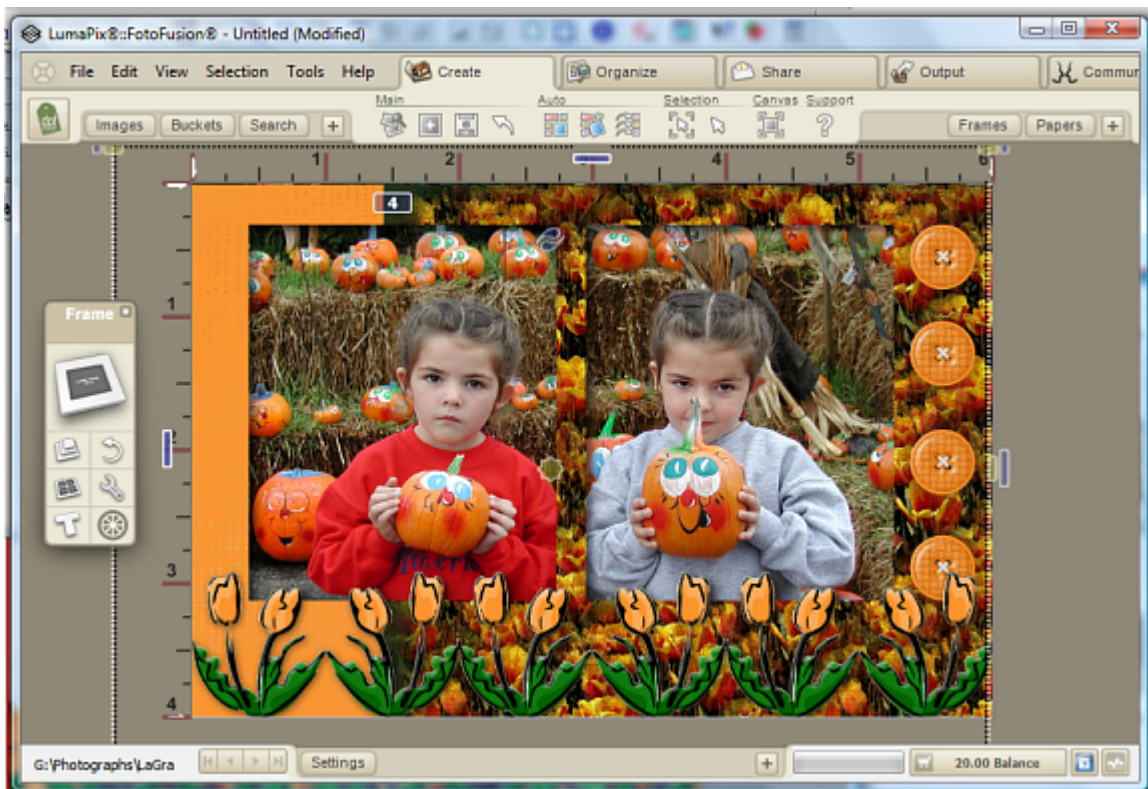 LumaPix®::FotoFusion® - Untitled (Modified)
File Edit View Selection Tools Help Create Organize Share Output Commur
Main Auto Selection Canvas Support
Images Buckets Search + Frames Papers +
1 2 4 5 6
4
Frame
1
2
3
4
G:\Photographs\LaGra Settings + 20.00 Balance